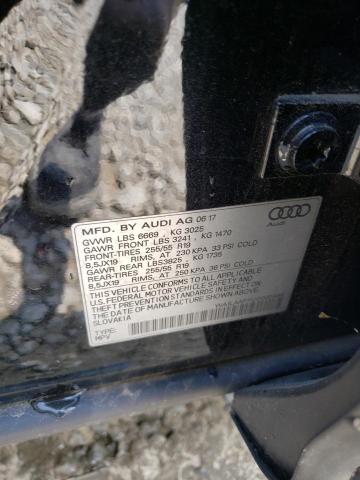 MFD. BY AUDI AG 06 17
GVWR LBS 6669 , KG 3025
GAWR FRONT LBS 3241 , KG 1470
FRONT-TIRES 255/55 R19
8,5JX19 RIMS, AT 230 KPA 33 PSI COLD
GAWR REAR LBS3825 , KG 1735
REAR-TIRES 255/55 R19
8,5JX19 RIMS, AT 250 KPA 36 PSI COLD
THIS VEHICLE CONFORMS TO ALL APPLICABLE
U.S. FEDERAL MOTOR VEHICLE SAFETY AND
THEFT PREVENTION STANDARDS IN EFFECT ON
THE DATE OF MANUFACTURE SHOWN ABOVE
SLOVAKIA
TYPE:
MPV
Audi